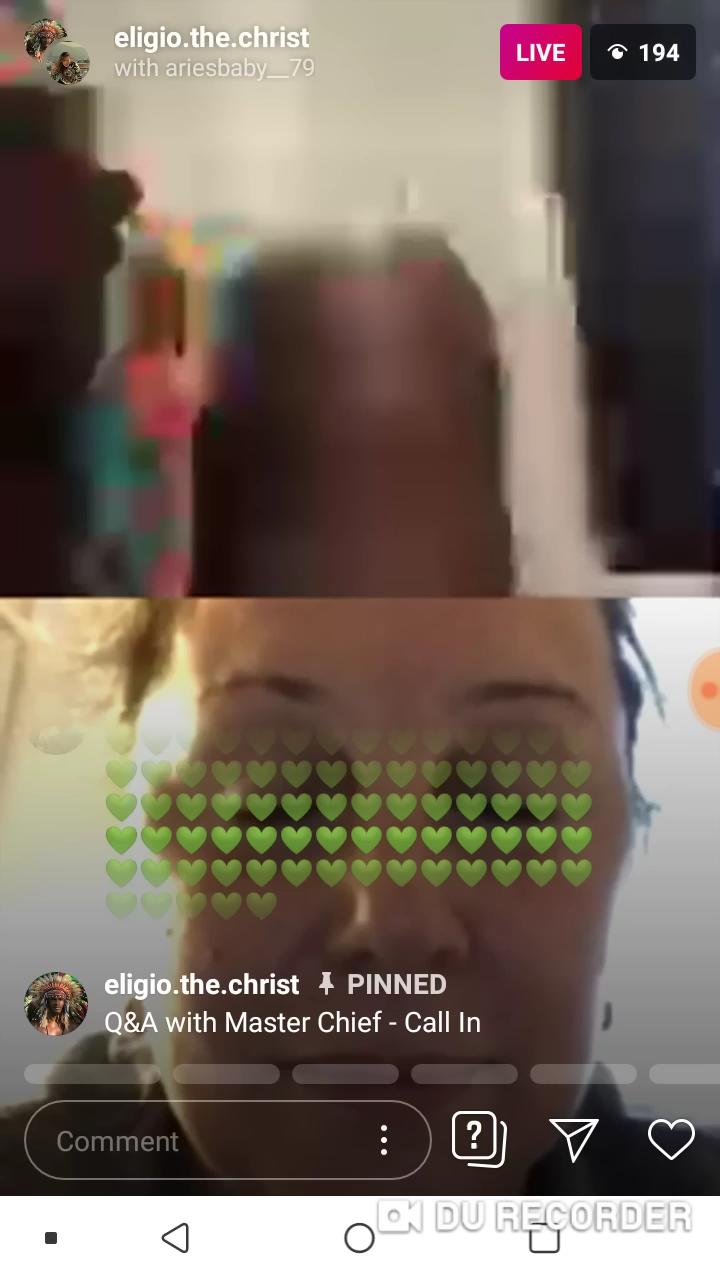 eligio.the.christ
with ariesbaby__79
LIVE
194
eligio.the.christ PINNED
Q&A with Master Chief - Call In
Comment
?
DU RECORDER